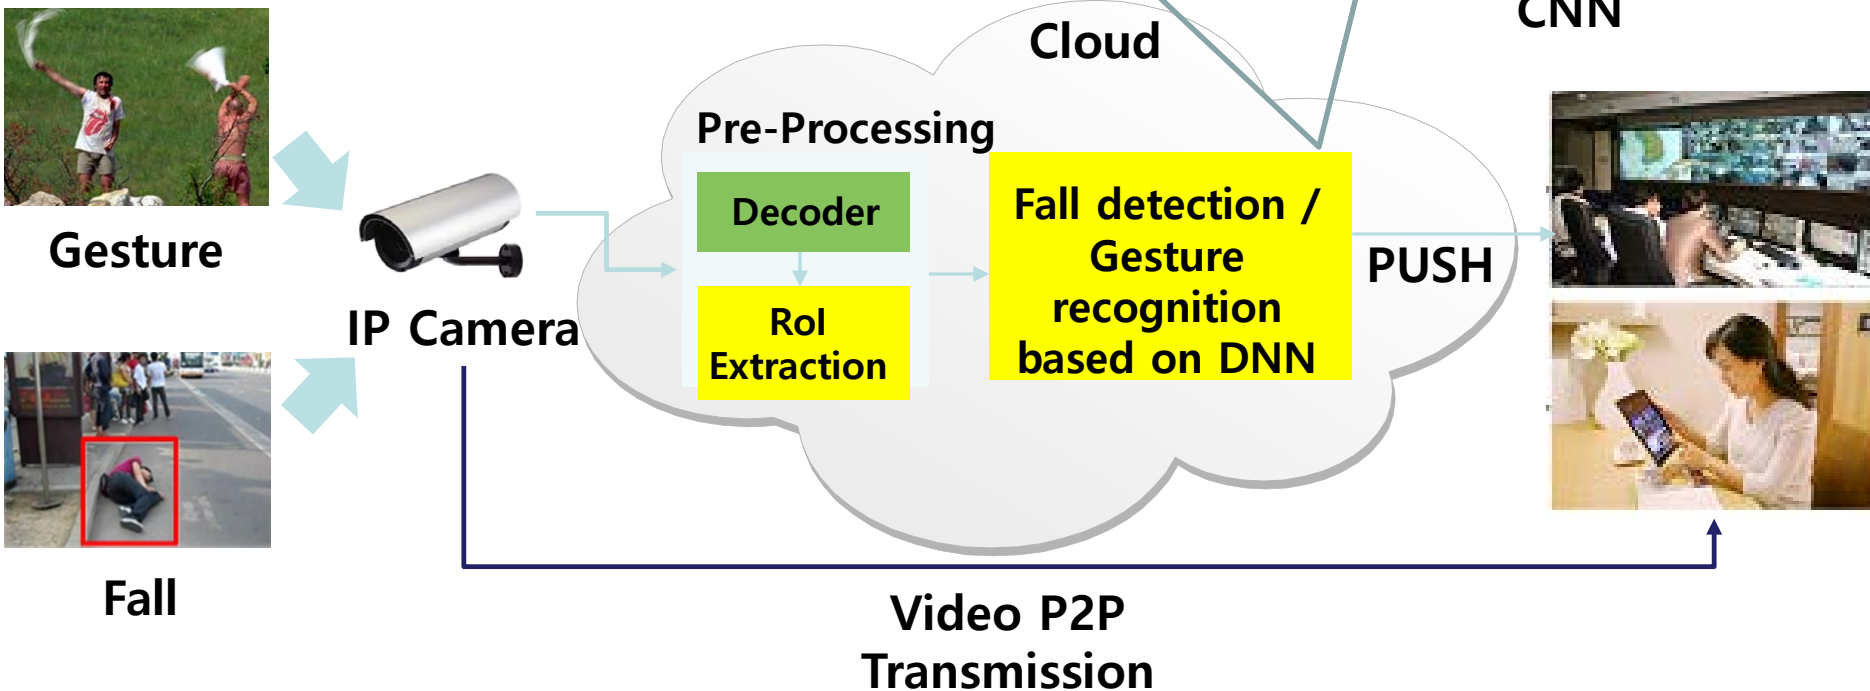 CNN
Cloud
Pre-Processing
Gesture
Decoder
Fall detection /
Gesture
recognition
based on DNN
PUSH
IP Camera
RoI
Extraction
Fall
Video P2P
Transmission